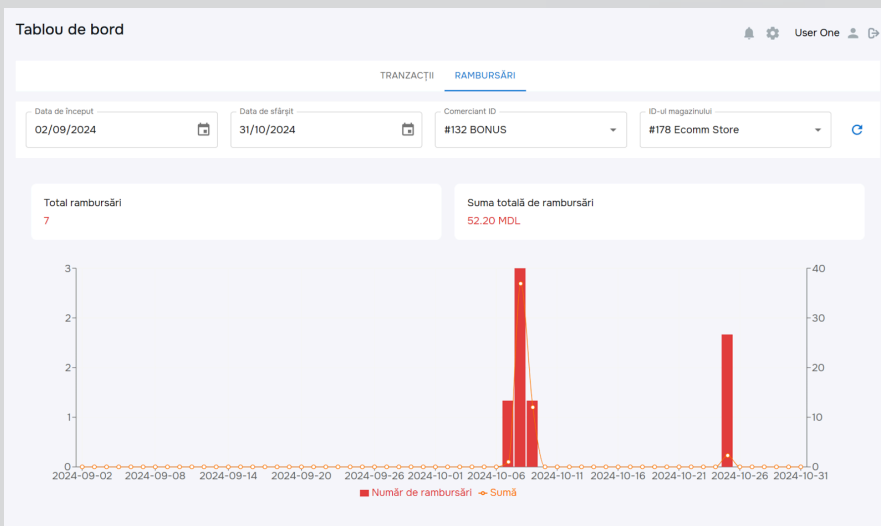 Tablou de bord
User One
TRANZACȚII RAMBURSĂRI
Data de început
02/09/2024
Data de sfârșit
31/10/2024
Comerciant ID
#132 BONUS
ID-ul magazinului
#178 Ecomm Store
Total rambursări
7
Suma totală de rambursări
52.20 MDL
3 40
2 30
2 20
1 10
0 0
2024-09-02 2024-09-08 2024-09-14 2024-09-20 2024-09-26 2024-10-01 2024-10-06 2024-10-11 2024-10-16 2024-10-21 2024-10-26 2024-10-31
Număr de rambursări Sumă